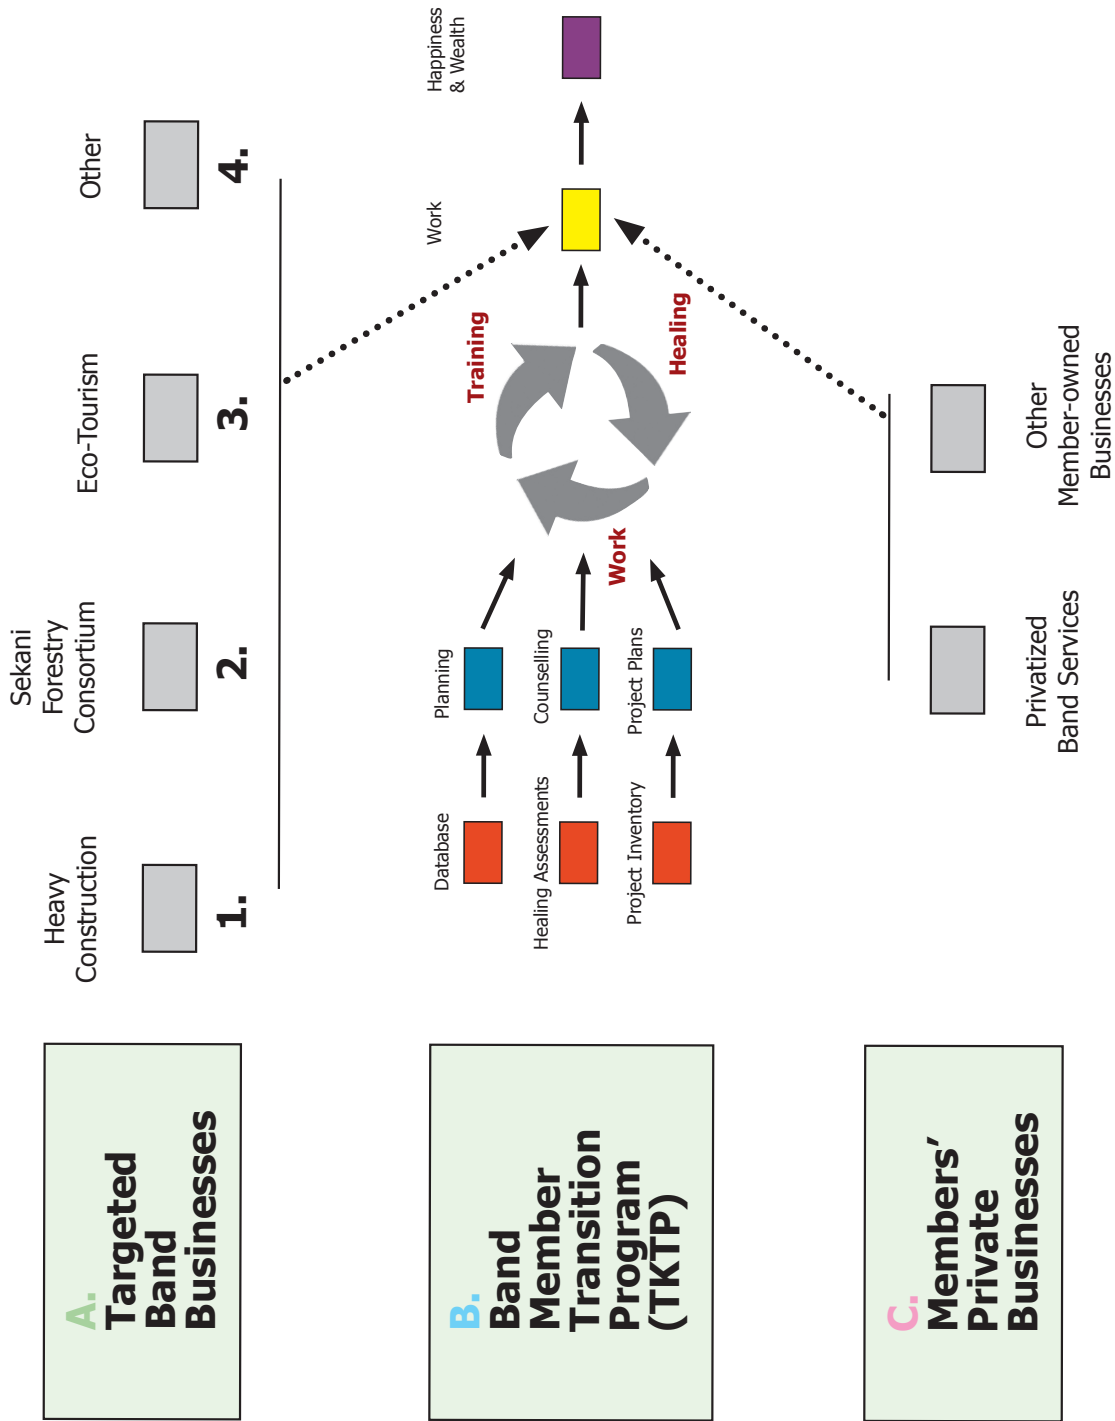 A.
Targeted
Band
Businesses
Heavy
Construction
1.
Sekani
Forestry
Consortium
2.
Eco-Tourism
3.
Other
4.
B.
Band
Member
Transition
Program
(TKTP)
Database
Planning
Healing Assessments
Counselling
Project Inventory
Project Plans
Training
Work
Healing
Work
Happiness
& Wealth
C.
Members’
Private
Businesses
Privatized
Band Services
Other
Member-owned
Businesses